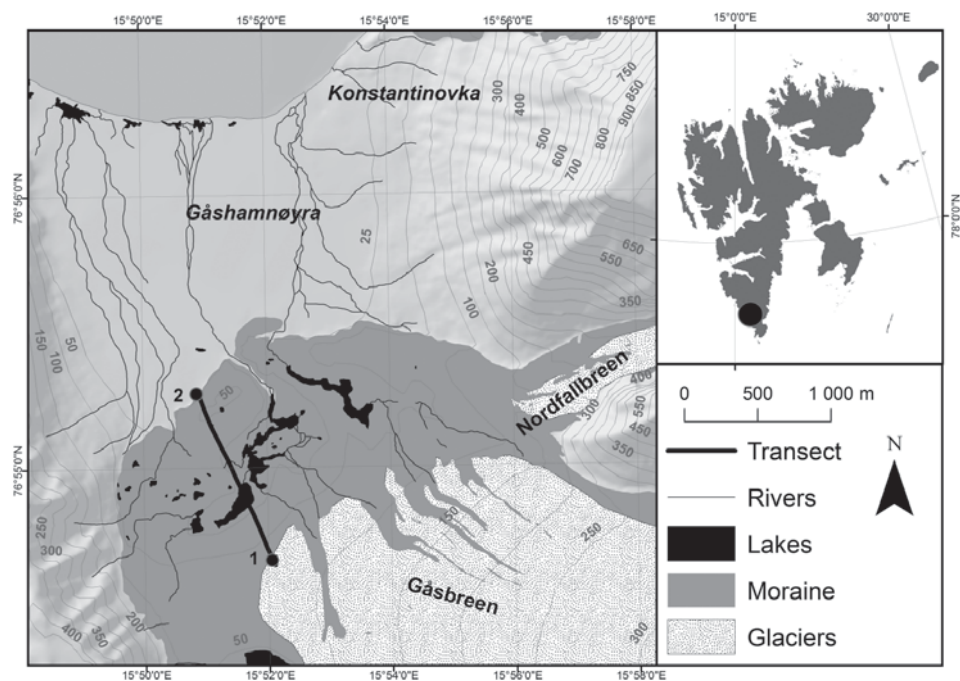 15°50'0"E
15°52'0"E
15°54'0"E
15°56'0"E
15°58'0"E
15°0'0"E
30°0'0"E
Konstantinovka
300
400
500
600
700
750
850
900
800
76°56'0"N
Gåshamnøyra
25
200
450
100
650
550
350
78°0'0"N
150
100
50
2
50
Nordfallbreen
400
550
300
450
350
0 500 1 000 m
Transect
N
Rivers
76°55'0"N
Lakes
250
300
1
150
250
Moraine
Gåsbreen
Glaciers
200
350
400
50
300
15°50'0"E
15°52'0"E
15°54'0"E
15°56'0"E
15°58'0"E